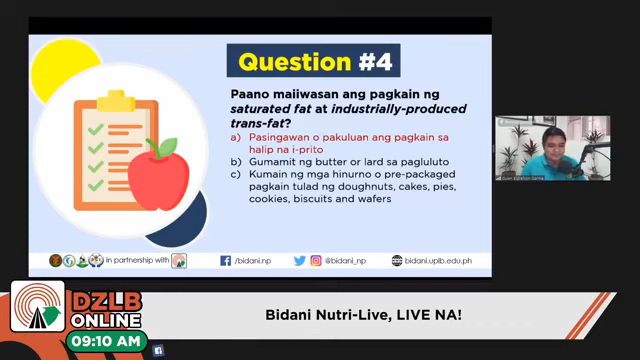 Question #4
Paano maiiwasan ang pagkain ng
saturated fat at industrially-produced
trans-fat?
a) Pasingawan o pakuluan ang pagkain sa
halip na i-prito
b) Gumamit ng butter or lard sa pagluluto
c) Kumain ng mga hinurno o pre-packaged
pagkain tulad ng doughnuts, cakes, pies,
cookies, biscuits and wafers
in partnership with
/bidani.np
@bidani_np
bidani.uplb.edu.ph
DZLB
ONLINE
09:10 AM
Bidani Nutri-Live, LIVE NA!